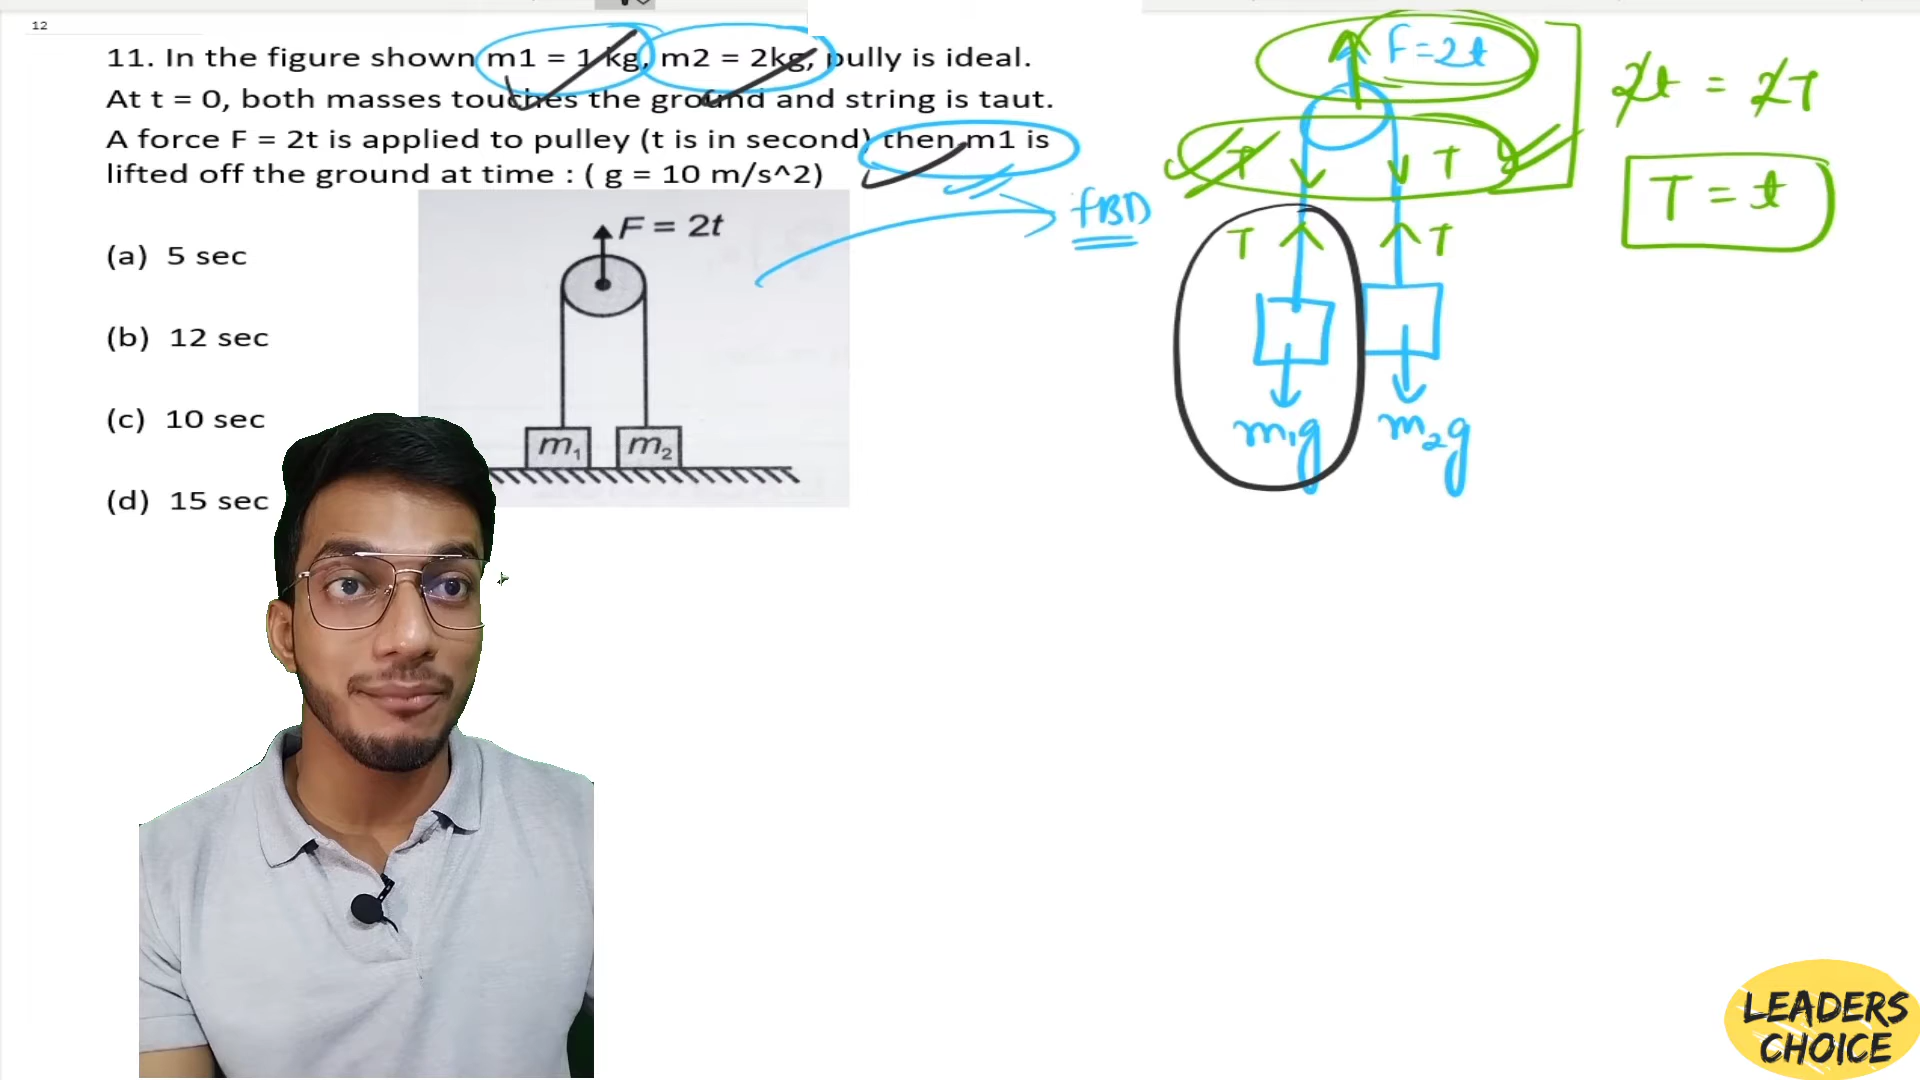 12
11. In the figure shown m1 = 1 kg, m2 = 2kg, pully is ideal.
At t = 0, both masses touches the ground and string is taut.
A force F = 2t is applied to pulley (t is in second) then m1 is
lifted off the ground at time : ( g = 10 m/s^2)
(a) 5 sec
(b) 12 sec
(c) 10 sec
(d) 15 sec
F = 2t
m₁ m₂
FBD
F = 2t
T T
T T
m₁g m₂g
2t = 2T
T = t
LEADERS
CHOICE